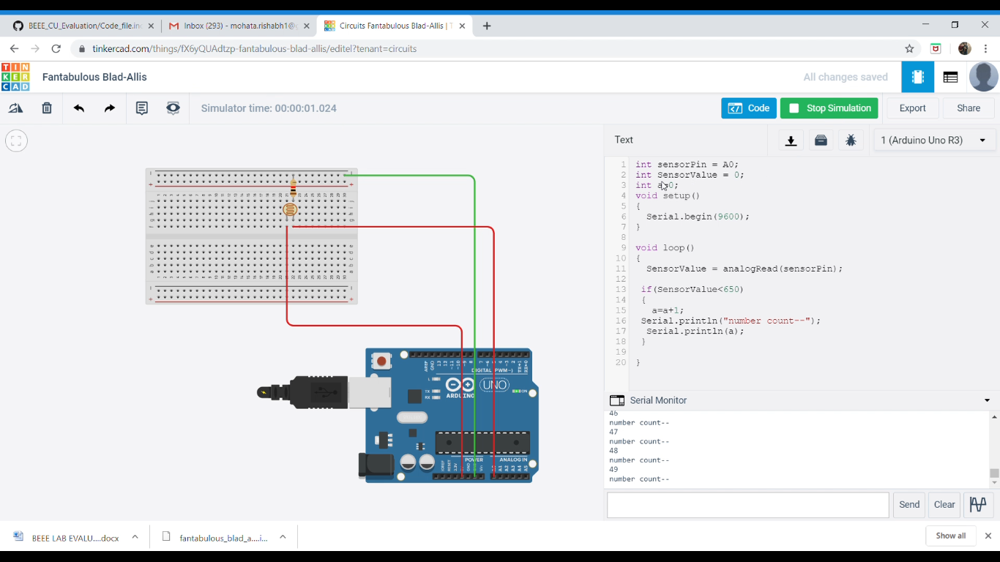 BEEE_CU_Evaluation/Code_file.in
Inbox (293) - mohata.rishabh1@
Circuits Fantabulous Blad-Allis | T
tinkercad.com/things/fX6yQUAdtzp-fantabulous-blad-allis/editel?tenant=circuits
TINKERCAD
Fantabulous Blad-Allis
All changes saved
Simulator time: 00:00:01.024
Code
Stop Simulation
Export
Share
Text
1 (Arduino Uno R3)
1 int sensorPin = A0;
2 int SensorValue = 0;
3 int a=0;
4 void setup()
5 {
6 Serial.begin(9600);
7 }
8
9 void loop()
10 {
11 SensorValue = analogRead(sensorPin);
12
13 if(SensorValue<650)
14 {
15 a=a+1;
16 Serial.println("number count--");
17 Serial.println(a);
18 }
19
20 }
DIGITAL (PWM~)
ARDUINO
UNO
ON
L
TX
RX
POWER
ANALOG IN
Serial Monitor
46
number count--
47
number count--
48
number count--
49
number count--
Send
Clear
BEEE LAB EVALU....docx
fantabulous_blad_a....i...
Show all